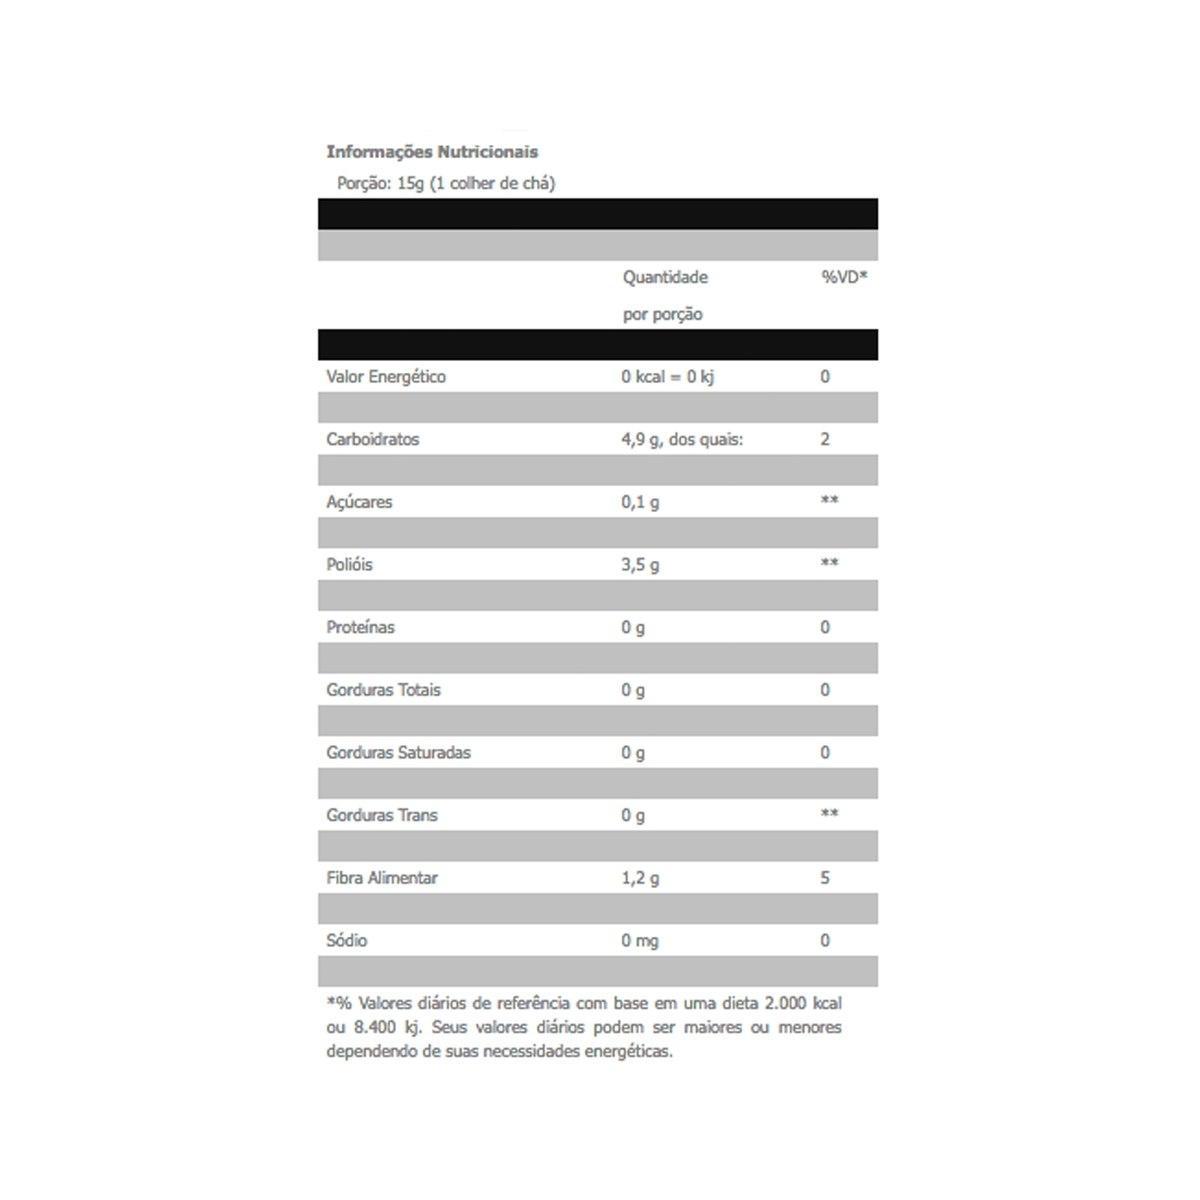 Informações Nutricionais
Porção: 15g (1 colher de chá)
Quantidade %VD*
por porção
Valor Energético 0 kcal = 0 kj 0
Carboidratos 4,9 g, dos quais: 2
Açúcares 0,1 g **
Polióis 3,5 g **
Proteínas 0 g 0
Gorduras Totais 0 g 0
Gorduras Saturadas 0 g 0
Gorduras Trans 0 g **
Fibra Alimentar 1,2 g 5
Sódio 0 mg 0
*% Valores diários de referência com base em uma dieta 2.000 kcal
ou 8.400 kj. Seus valores diários podem ser maiores ou menores
dependendo de suas necessidades energéticas.